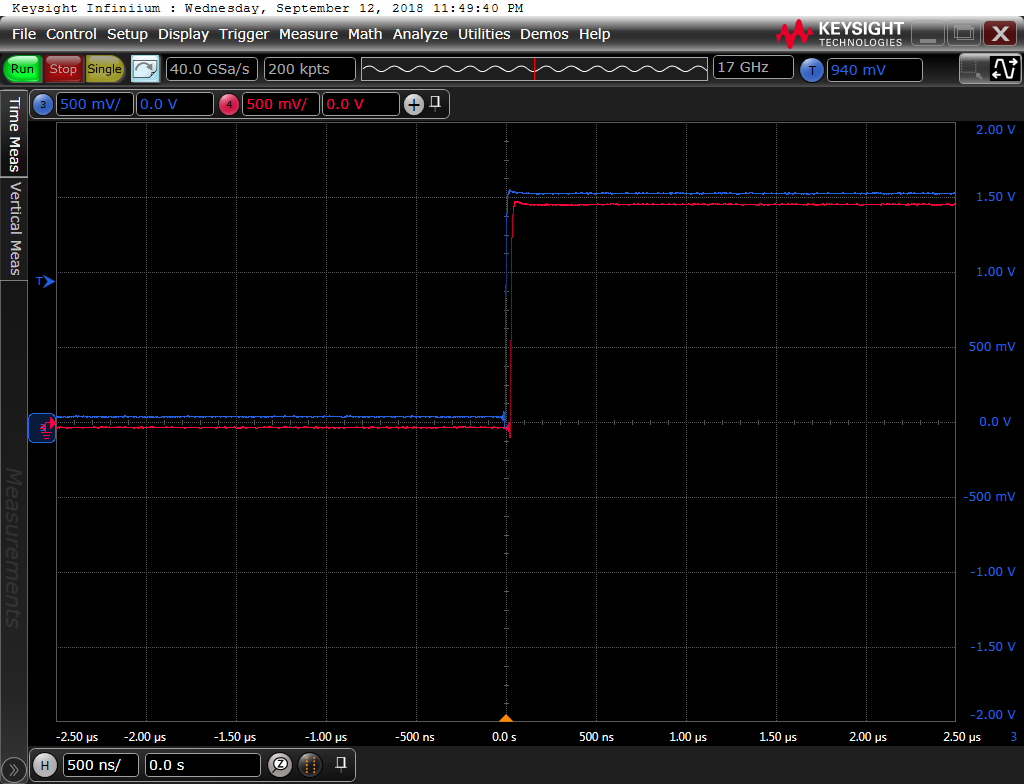 Keysight Infiniium : Wednesday, September 12, 2018 11:49:40 PM
File Control Setup Display Trigger Measure Math Analyze Utilities Demos Help
KEYSIGHT
TECHNOLOGIES
Run Stop Single 40.0 GSa/s 200 kpts 17 GHz T 940 mV
3 500 mV/ 0.0 V 4 500 mV/ 0.0 V +
Time Meas
Vertical Meas
Measurements
2.00 V
1.50 V
1.00 V
T
500 mV
0.0 V
-500 mV
-1.00 V
-1.50 V
-2.00 V
-2.50 µs -2.00 µs -1.50 µs -1.00 µs -500 ns 0.0 s 500 ns 1.00 µs 1.50 µs 2.00 µs 2.50 µs 3
H 500 ns/ 0.0 s Z